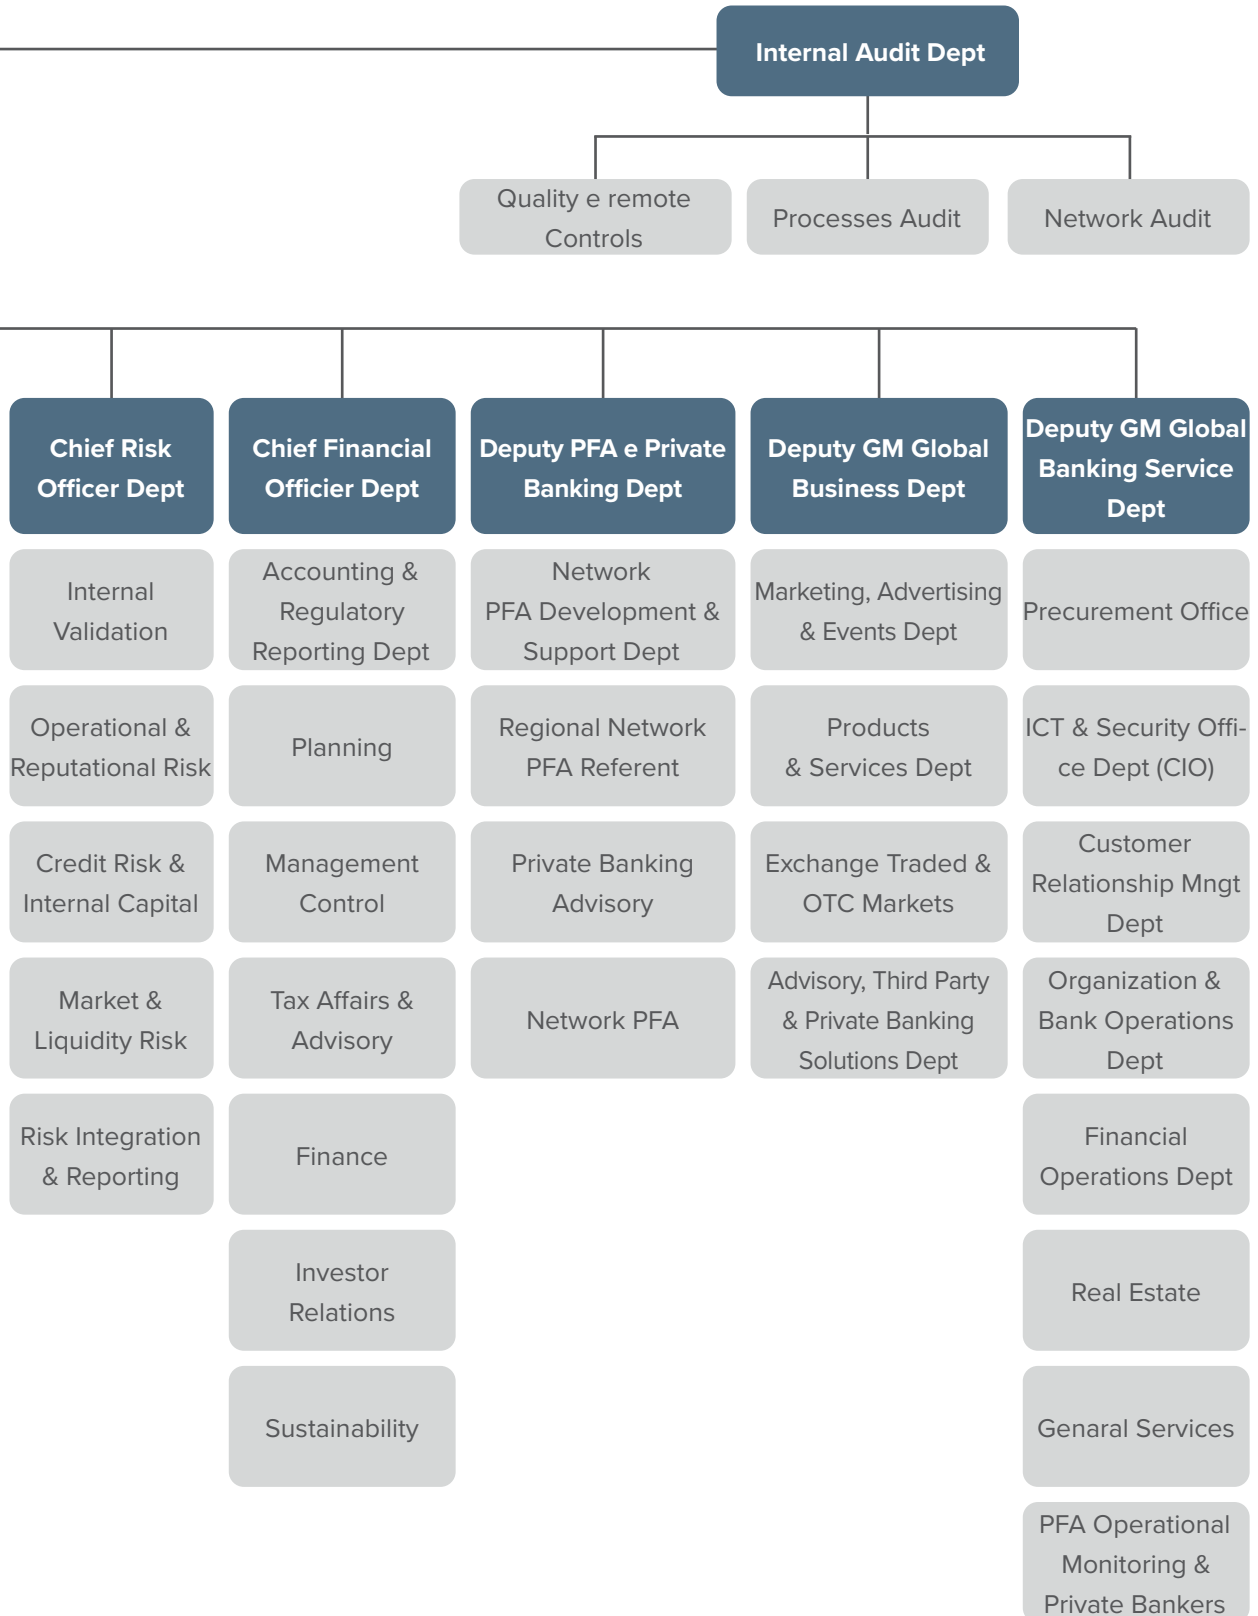 Internal Audit Dept
Quality e remote
Controls
Processes Audit
Network Audit
Chief Risk
Officer Dept
Chief Financial
Officier Dept
Deputy PFA e Private
Banking Dept
Deputy GM Global
Business Dept
Deputy GM Global
Banking Service
Dept
Internal
Validation
Accounting &
Regulatory
Reporting Dept
Network
PFA Development &
Support Dept
Marketing, Advertising
& Events Dept
Procurement Office
Operational &
Reputational Risk
Planning
Regional Network
PFA Referent
Products
& Services Dept
ICT & Security Offi-
ce Dept (CIO)
Credit Risk &
Internal Capital
Management
Control
Private Banking
Advisory
Exchange Traded &
OTC Markets
Customer
Relationship Mngt
Dept
Market &
Liquidity Risk
Tax Affairs &
Advisory
Network PFA
Advisory, Third Party
& Private Banking
Solutions Dept
Organization &
Bank Operations
Dept
Risk Integration
& Reporting
Finance
Financial
Operations Dept
Investor
Relations
Real Estate
Sustainability
Genaral Services
PFA Operational
Monitoring &
Private Bankers